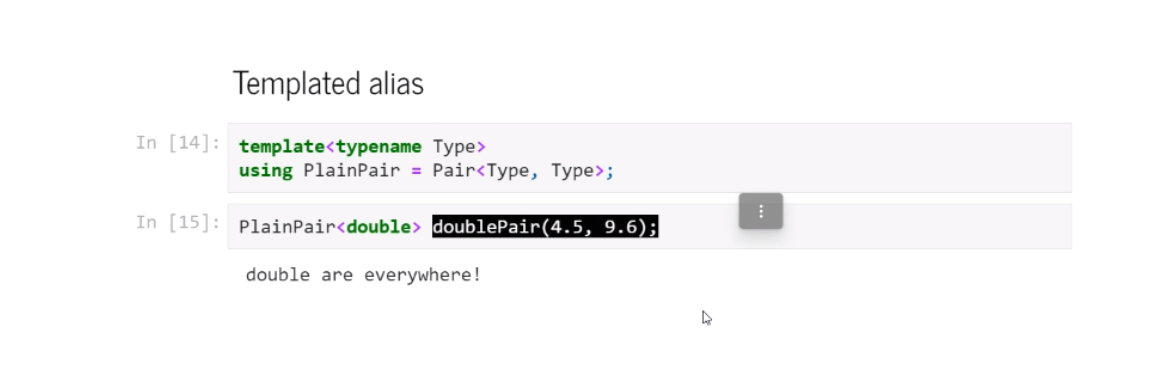 Templated alias
In [14]: template<typename Type>
using PlainPair = Pair<Type, Type>;
In [15]: PlainPair<double> doublePair(4.5, 9.6);
double are everywhere!